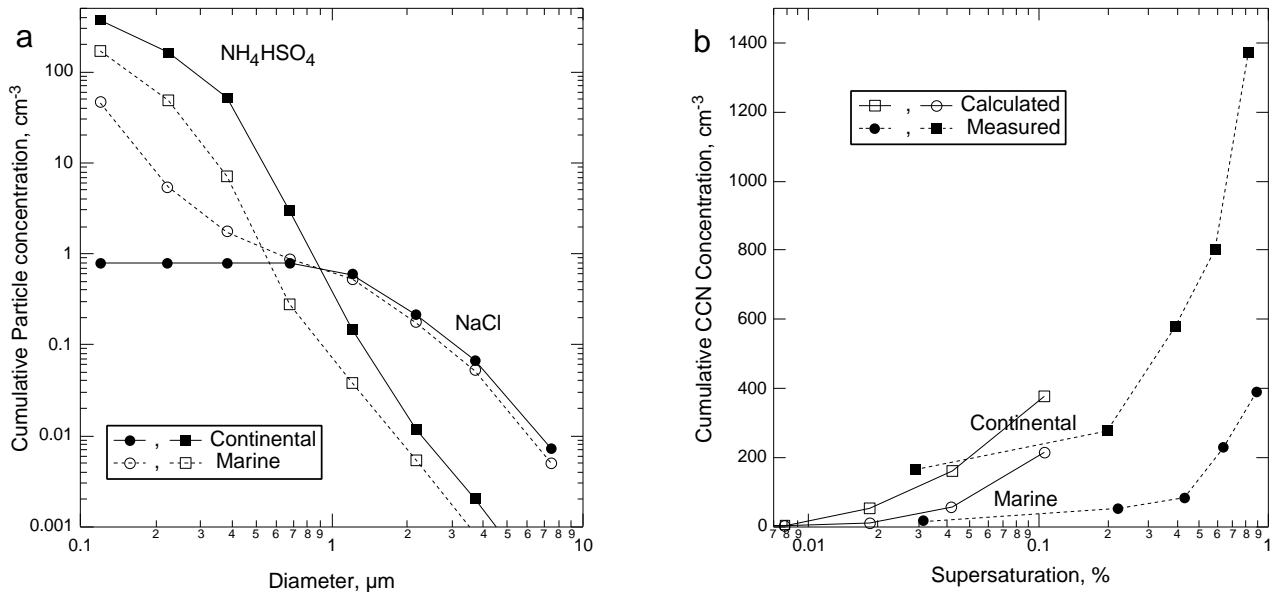 a
NH4HSO4
100
10
1
0.1
0.01
0.001
Cumulative Particle concentration, cm-3
NaCl
, Continental
, Marine
0.1 2 3 4 5 6 7 8 9 1 2 3 4 5 6 7 8 9 10
Diameter, µm
b
1400
1200
1000
800
600
400
200
0
Cumulative CCN Concentration, cm-3
, Calculated
, Measured
Continental
Marine
7 8 9 0.01 2 3 4 5 6 7 8 9 0.1 2 3 4 5 6 7 8 9 1
Supersaturation, %